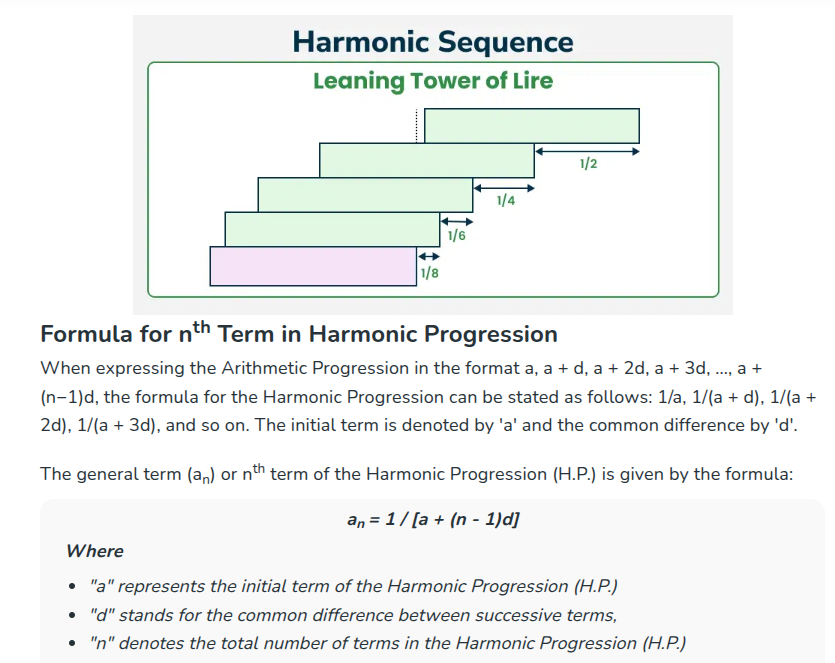 Harmonic Sequence
Leaning Tower of Lire
1/2
1/4
1/6
1/8
Formula for nth Term in Harmonic Progression
When expressing the Arithmetic Progression in the format a, a + d, a + 2d, a + 3d, ..., a +
(n−1)d, the formula for the Harmonic Progression can be stated as follows: 1/a, 1/(a + d), 1/(a +
2d), 1/(a + 3d), and so on. The initial term is denoted by 'a' and the common difference by 'd'.
The general term (an) or nth term of the Harmonic Progression (H.P.) is given by the formula:
an = 1 / [a + (n - 1)d]
Where
• "a" represents the initial term of the Harmonic Progression (H.P.)
• "d" stands for the common difference between successive terms,
• "n" denotes the total number of terms in the Harmonic Progression (H.P.)